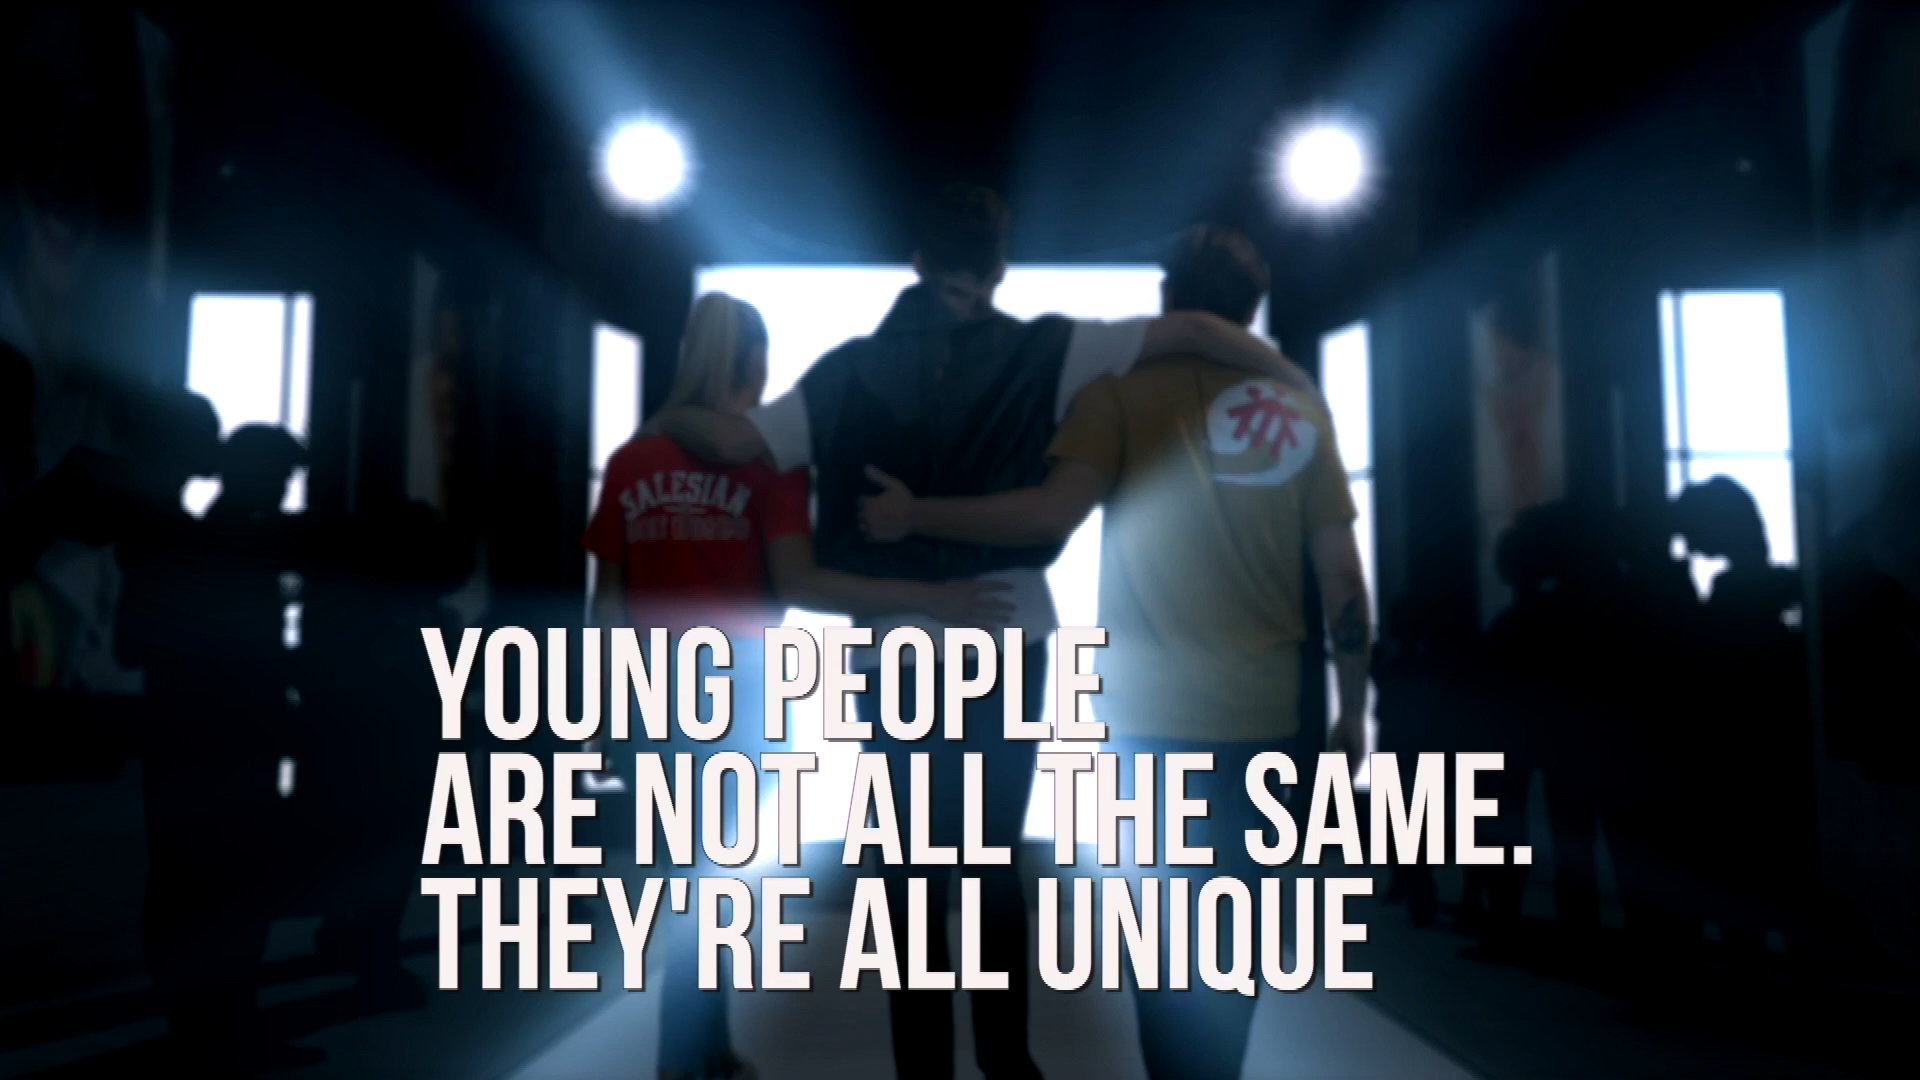 SALESIAN
YOUNG PEOPLE
ARE NOT ALL THE SAME.
THEY'RE ALL UNIQUE